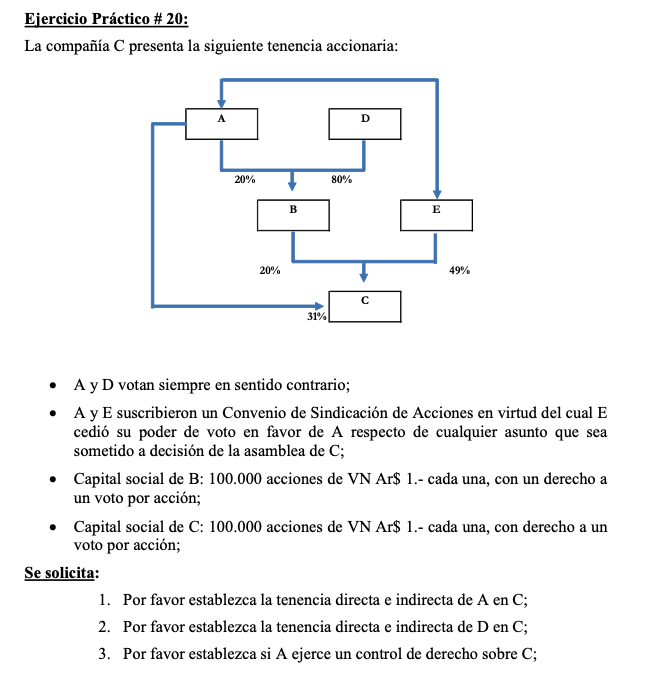 Ejercicio Práctico # 20:
La compañía C presenta la siguiente tenencia accionaria:
A
D
20%
80%
B
E
20%
49%
C
31%
• A y D votan siempre en sentido contrario;
• A y E suscribieron un Convenio de Sindicación de Acciones en virtud del cual E
cedió su poder de voto en favor de A respecto de cualquier asunto que sea
sometido a decisión de la asamblea de C;
• Capital social de B: 100.000 acciones de VN Ar$ 1.- cada una, con un derecho a
un voto por acción;
• Capital social de C: 100.000 acciones de VN Ar$ 1.- cada una, con derecho a un
voto por acción;
Se solicita:
1. Por favor establezca la tenencia directa e indirecta de A en C;
2. Por favor establezca la tenencia directa e indirecta de D en C;
3. Por favor establezca si A ejerce un control de derecho sobre C;